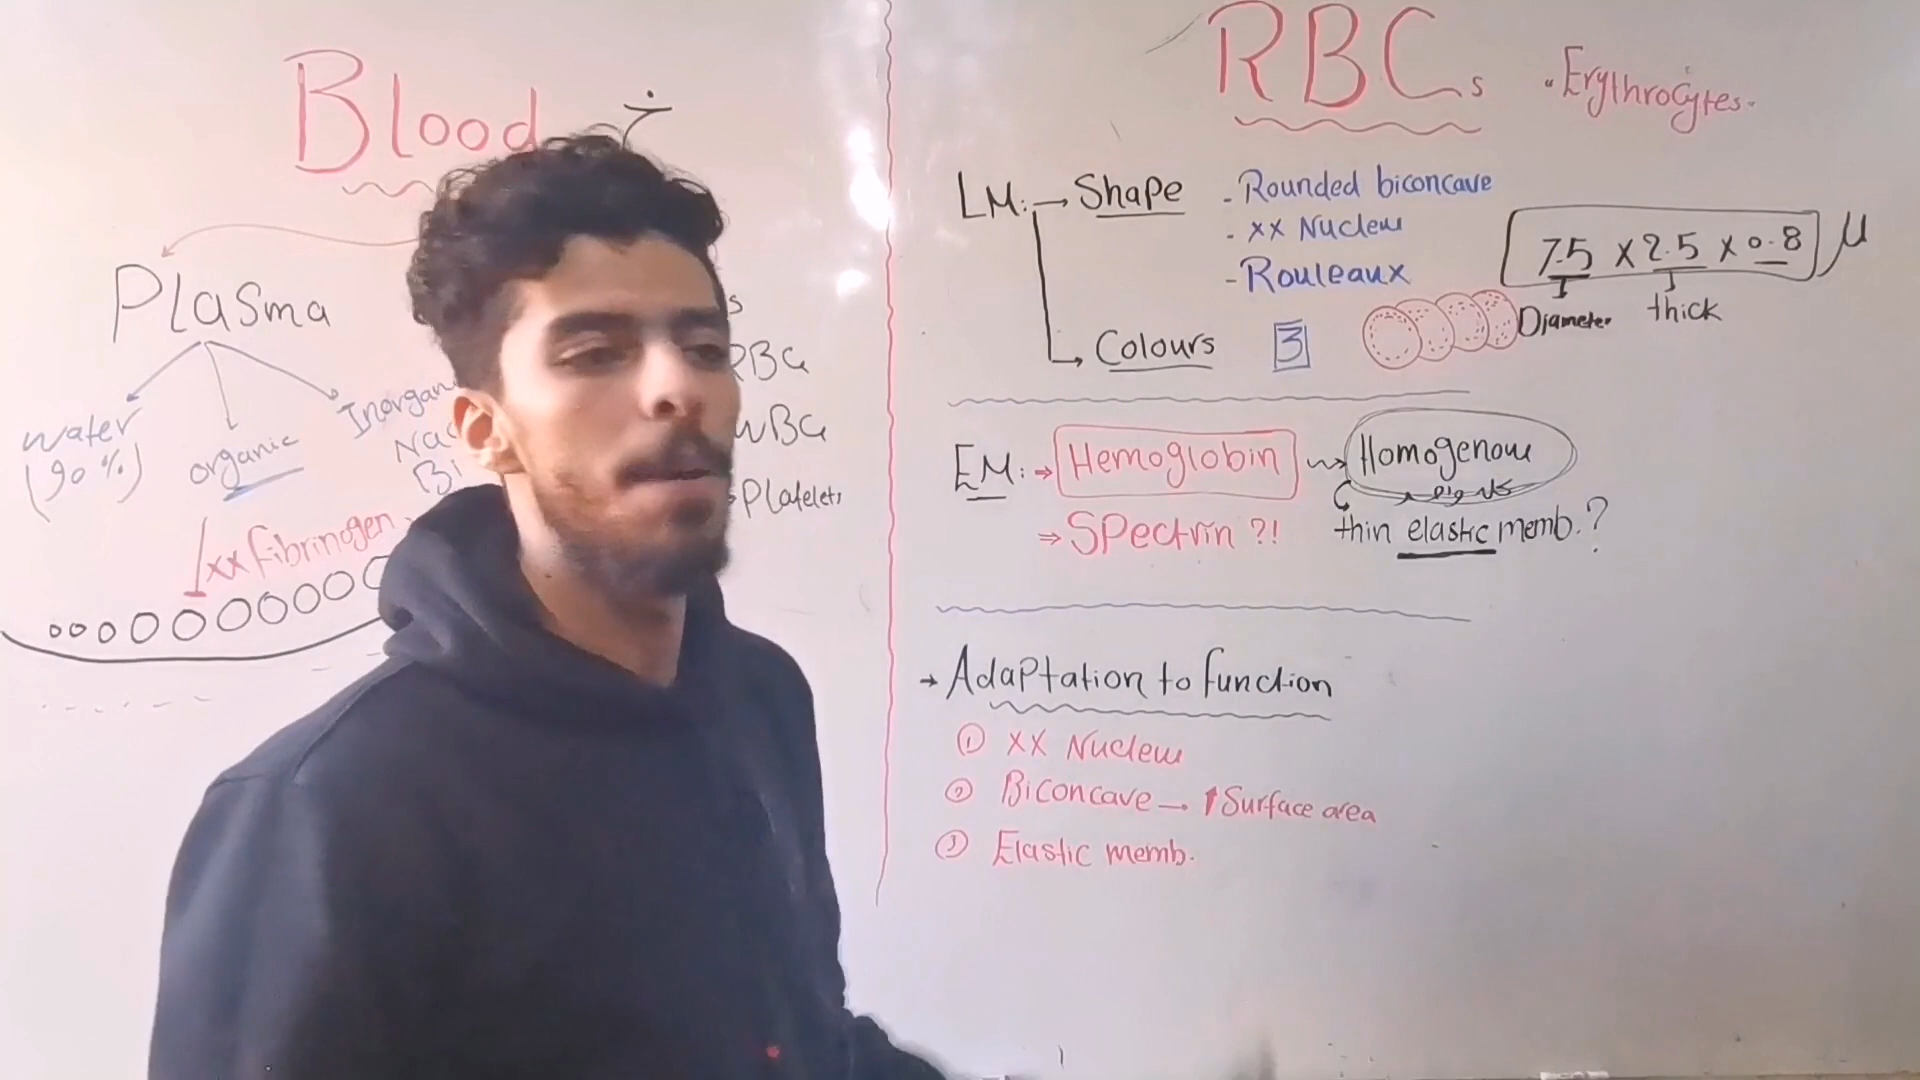 Blood
Plasma
water
(90%)
organic
Inorgan
Nac
Bi
xx fibrinogen
s
RBCs
WBCs
Platelets
RBCs "Erythrocytes"
LM: → Shape - Rounded biconcave
- xx Nucleus
- Rouleaux
7.5 x 2.5 x 0.8 μ
Diameter thick
Colours 3
EM: → Hemoglobin → Homogenous
⇒ Spectrin ?!
thin elastic memb. ?
→ Adaptation to function
① xx Nucleus
② Biconcave → ↑ Surface area
③ Elastic memb.